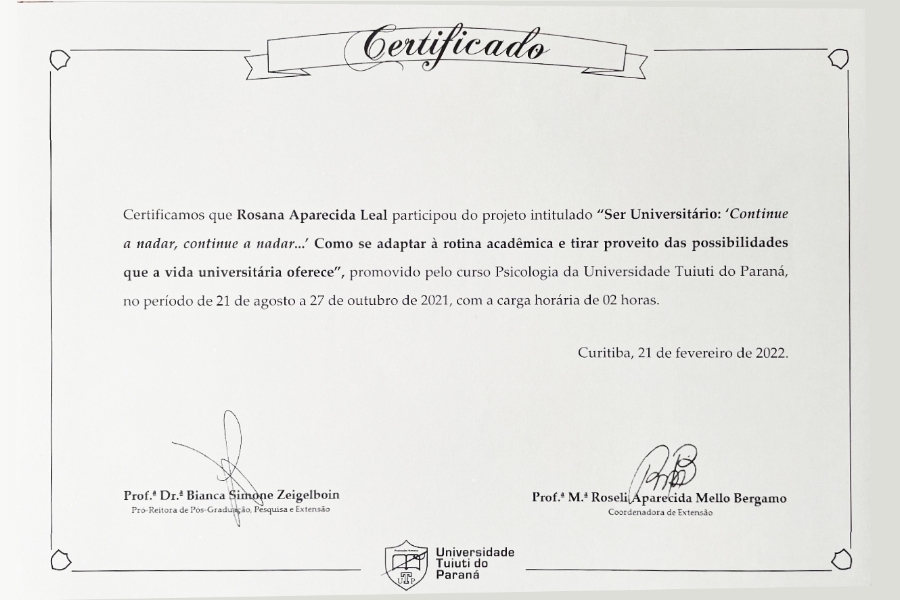 Certificado
Certificamos que Rosana Aparecida Leal participou do projeto intitulado “Ser Universitário: ‘Continue
a nadar, continue a nadar...’ Como se adaptar à rotina acadêmica e tirar proveito das possibilidades
que a vida universitária oferece”, promovido pelo curso Psicologia da Universidade Tuiuti do Paraná,
no período de 21 de agosto a 27 de outubro de 2021, com a carga horária de 02 horas.
Curitiba, 21 de fevereiro de 2022.
Prof.ª Dr.ª Bianca Simone Zeigelboin
Pró-Reitora de Pós-Graduação, Pesquisa e Extensão
Prof.ª M.ª Roseli Aparecida Mello Bergamo
Coordenadora de Extensão
UTP
Universidade
Tuiuti do
Paraná